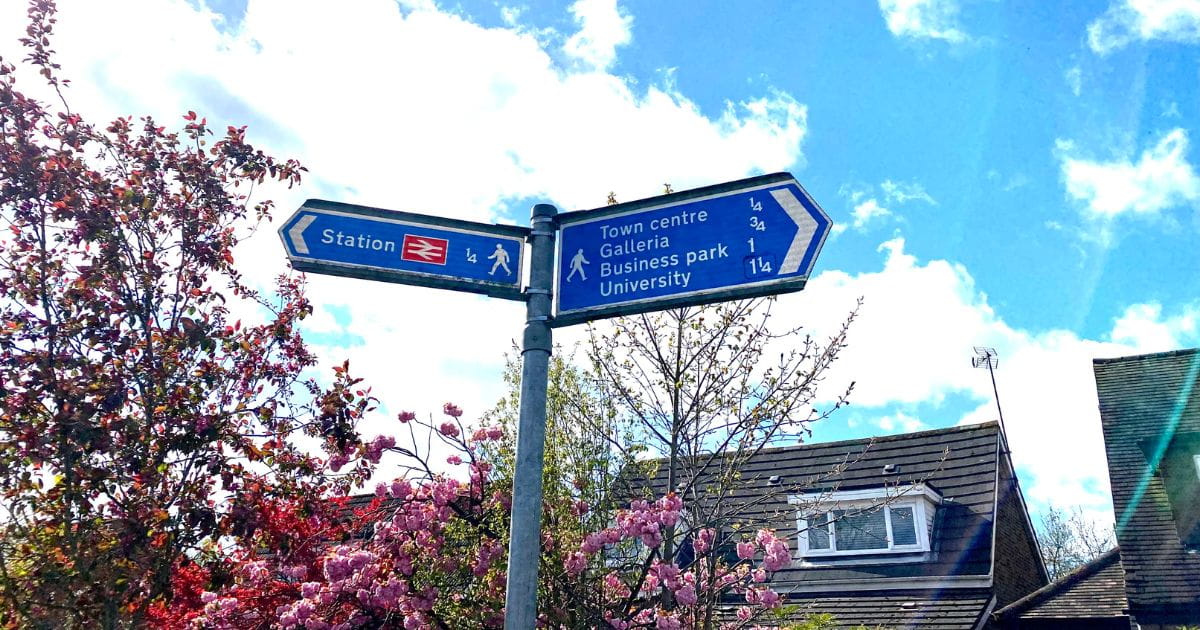 Station ¼
Town centre ¼
Galleria ¾
Business park 1
University 1¼